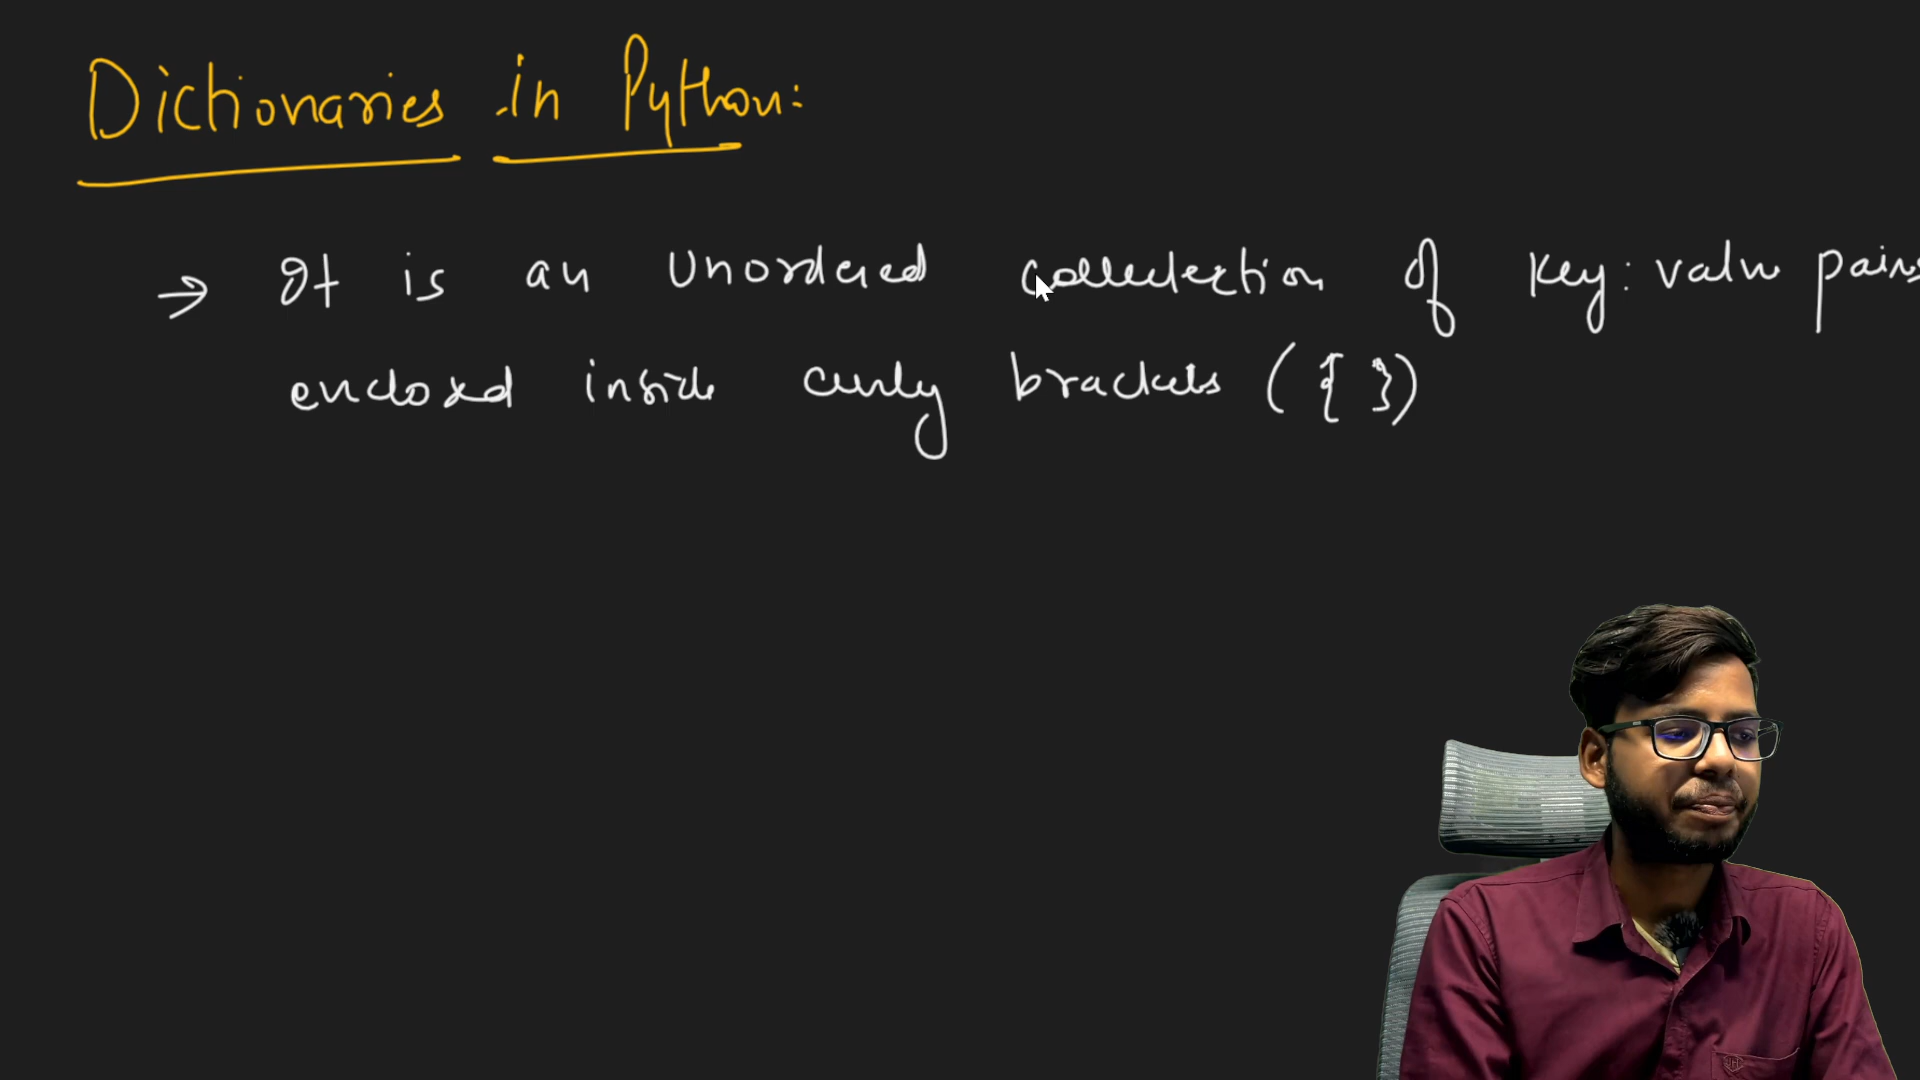 Dictionaries in Python:
→ It is an unordered collection of key: value pairs
enclosed inside curly brackets ({ })